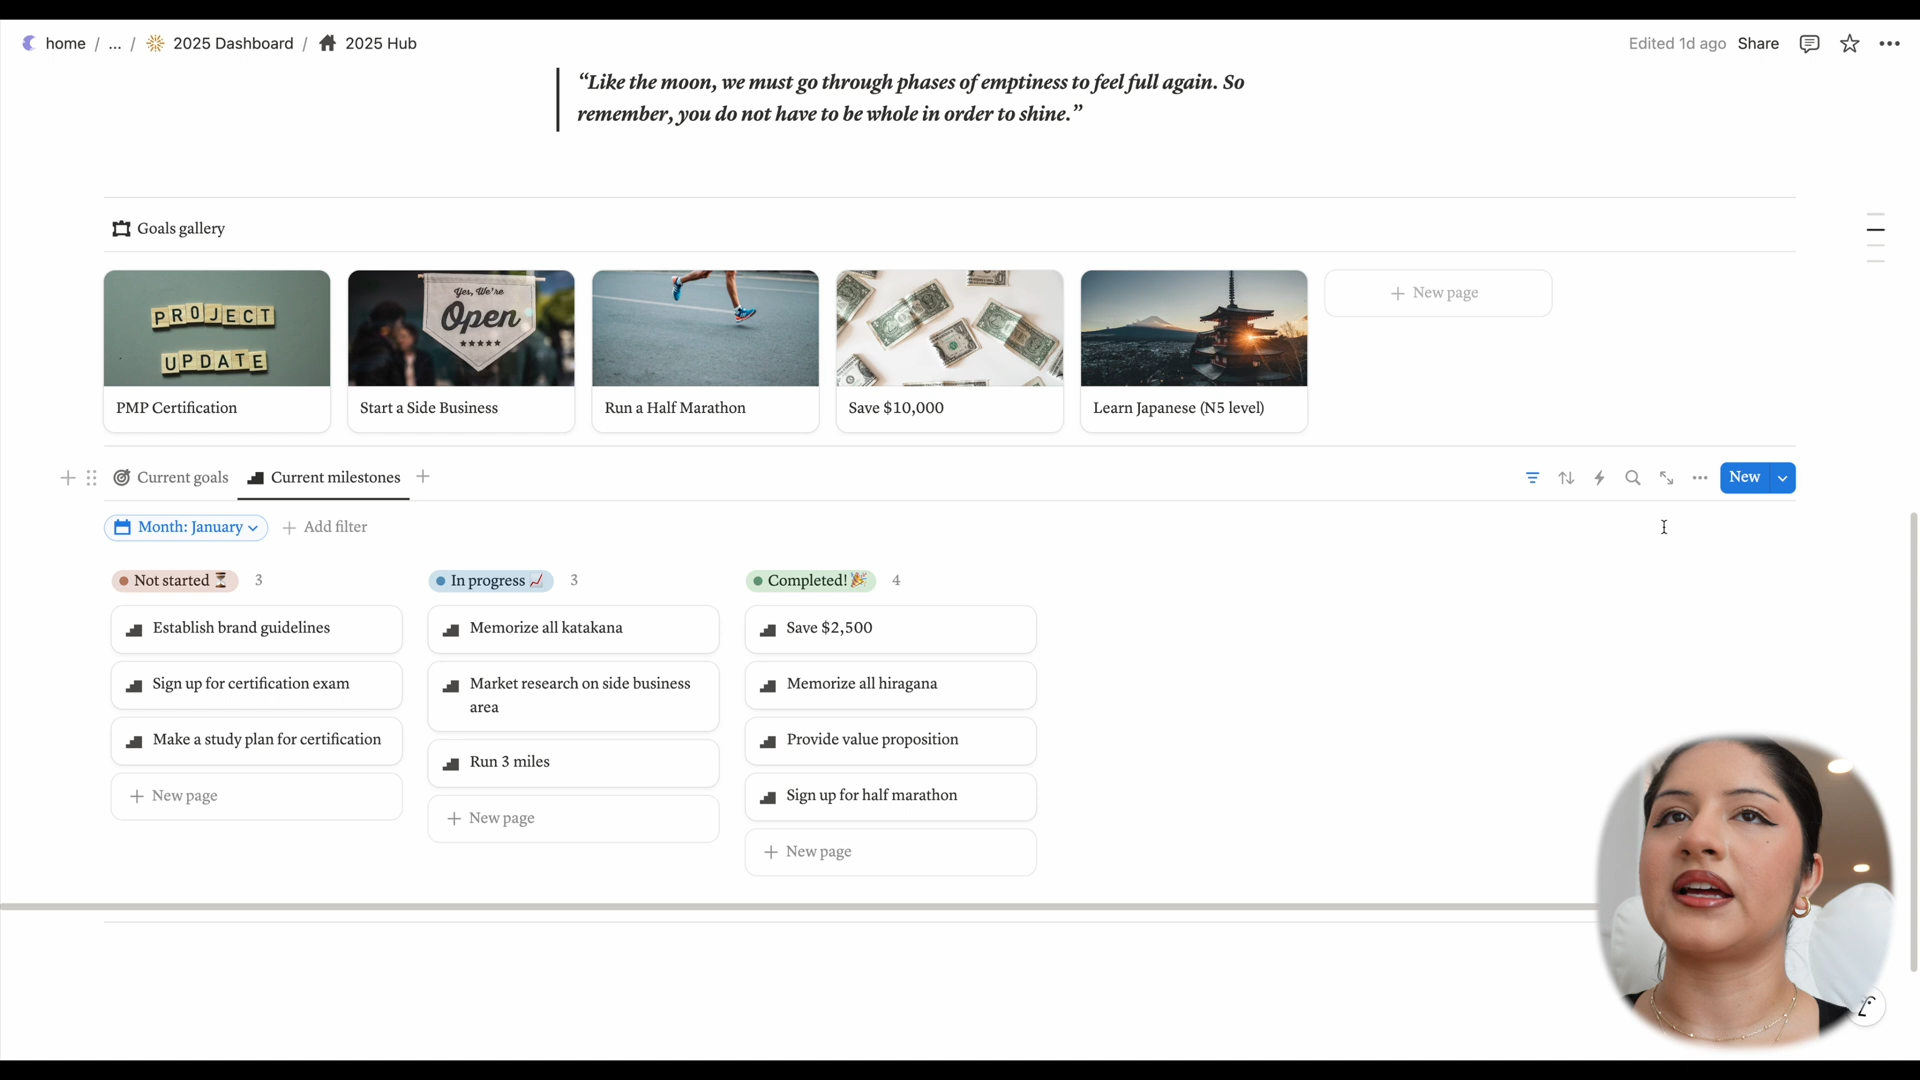 home / ... / 2025 Dashboard / 2025 Hub
Edited 1d ago Share
“Like the moon, we must go through phases of emptiness to feel full again. So
remember, you do not have to be whole in order to shine.”
Goals gallery
PROJECT
UPDATE
Yes, We're
Open
+ New page
PMP Certification
Start a Side Business
Run a Half Marathon
Save $10,000
Learn Japanese (N5 level)
Current goals
Current milestones
New
Month: January
+ Add filter
Not started 3
In progress 3
Completed! 4
Establish brand guidelines
Sign up for certification exam
Make a study plan for certification
+ New page
Memorize all katakana
Market research on side business
area
Run 3 miles
+ New page
Save $2,500
Memorize all hiragana
Provide value proposition
Sign up for half marathon
+ New page